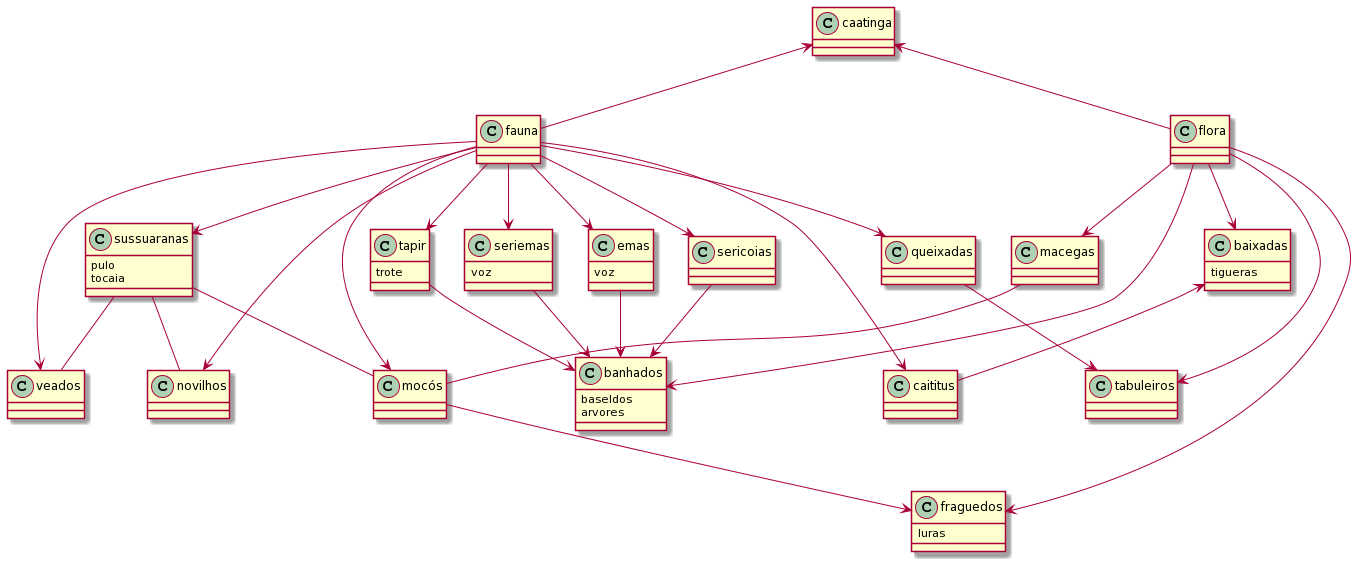 C caatinga
C fauna
C flora
C sussuaranas
pulo
tocaia
C tapir
trote
C seriemas
voz
C emas
voz
C sericoias
C queixadas
C macegas
C baixadas
tigueras
C veados
C novilhos
C mocós
C banhados
baseldos
arvores
C caititus
C tabuleiros
C fraguedos
luras